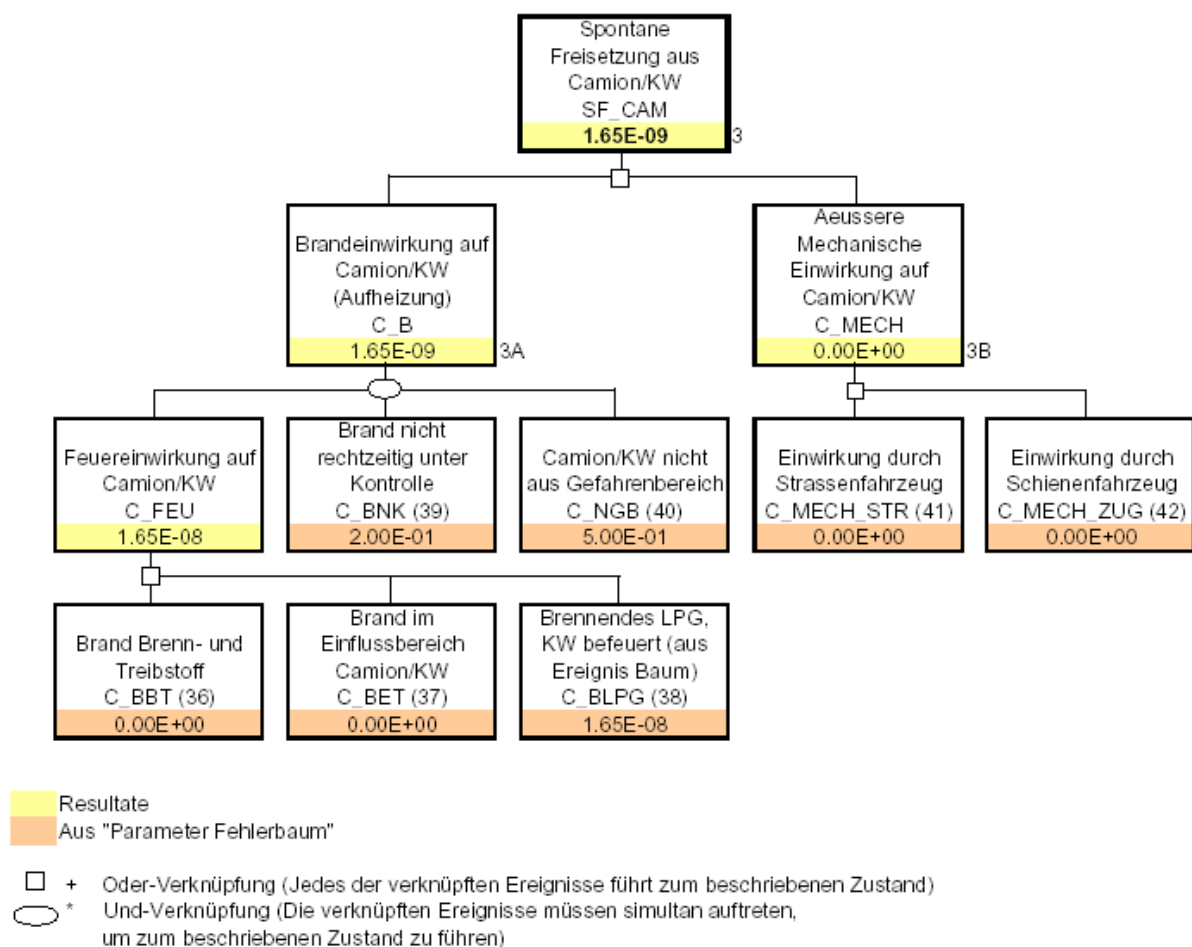 Spontane
Freisetzung aus
Camion/KW
SF_CAM
1.65E-09
3
Brandeinwirkung auf
Camion/KW
(Aufheizung)
C_B
1.65E-09
3A
Aeussere
Mechanische
Einwirkung auf
Camion/KW
C_MECH
0.00E+00
3B
Feuereinwirkung auf
Camion/KW
C_FEU
1.65E-08
Brand nicht
rechtzeitig unter
Kontrolle
C_BNK (39)
2.00E-01
Camion/KW nicht
aus Gefahrenbereich
C_NGB (40)
5.00E-01
Einwirkung durch
Strassenfahrzeug
C_MECH_STR (41)
0.00E+00
Einwirkung durch
Schienenfahrzeug
C_MECH_ZUG (42)
0.00E+00
Brand Brenn- und
Treibstoff
C_BBT (36)
0.00E+00
Brand im
Einflussbereich
Camion/KW
C_BET (37)
0.00E+00
Brennendes LPG,
KW befeuert (aus
Ereignis Baum)
C_BLPG (38)
1.65E-08
Resultate
Aus "Parameter Fehlerbaum"
+ Oder-Verknüpfung (Jedes der verknüpften Ereignisse führt zum beschriebenen Zustand)
* Und-Verknüpfung (Die verknüpften Ereignisse müssen simultan auftreten,
um zum beschriebenen Zustand zu führen)